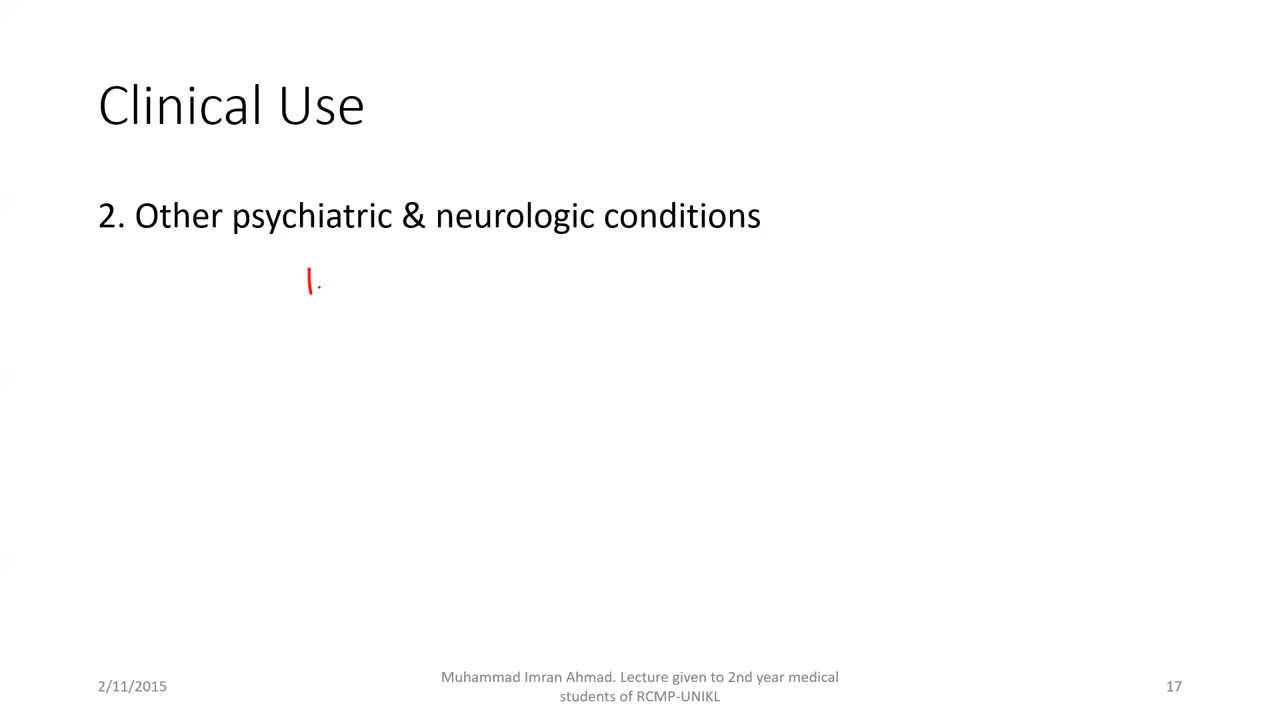 Clinical Use
2. Other psychiatric & neurologic conditions
2/11/2015
Muhammad Imran Ahmad. Lecture given to 2nd year medical
students of RCMP-UNIKL
17